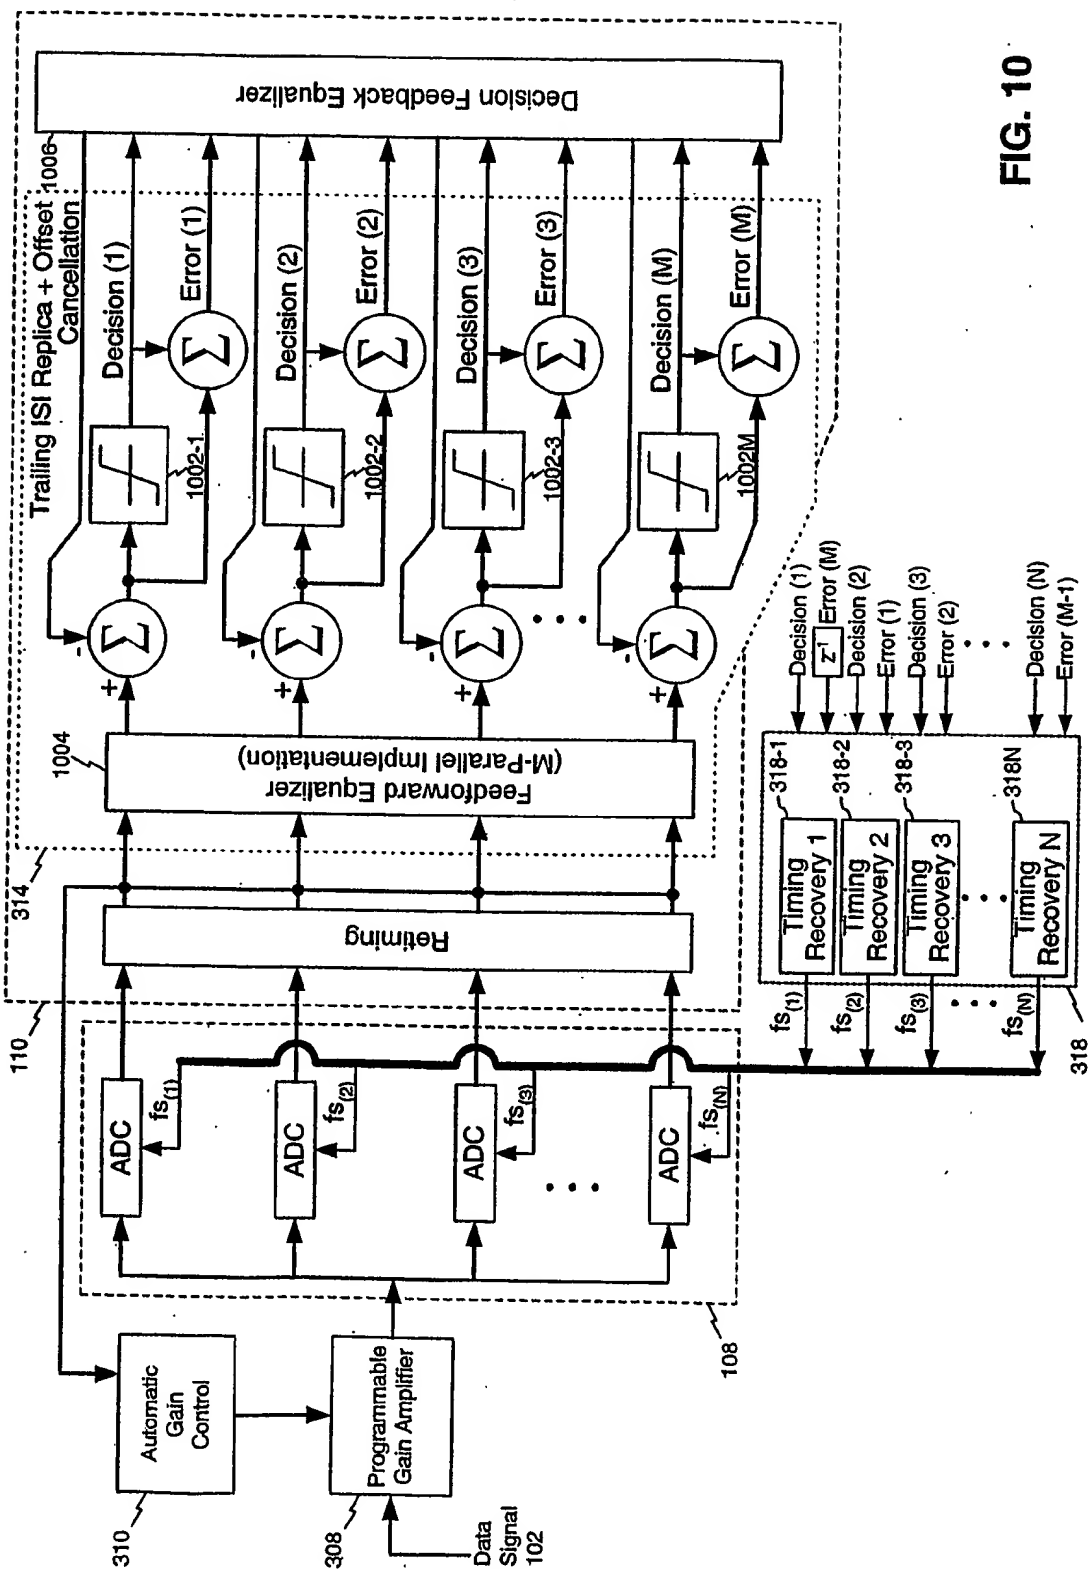 Data
Signal
102
308
Programmable
Gain Amplifier
310
Automatic
Gain
Control
108
ADC
fs(1)
ADC
fs(2)
ADC
fs(3)
• • •
ADC
fs(N)
110
Retiming
314
1004
Feedforward Equalizer
(M-Parallel Implementation)
+
-
Σ
+
-
Σ
+
-
Σ
• • •
+
-
Σ
Trailing ISI Replica + Offset
Cancellation
1002-1
Decision (1)
Σ
Error (1)
1002-2
Decision (2)
Σ
Error (2)
1002-3
Decision (3)
Σ
Error (3)
1002M
Decision (M)
Σ
Error (M)
1006
Decision Feedback Equalizer
318
fs(1)
Timing
Recovery 1
318-1
Decision (1)
z-1
Error (M)
fs(2)
Timing
Recovery 2
318-2
Decision (2)
Error (1)
fs(3)
Timing
Recovery 3
318-3
Decision (3)
Error (2)
• • •
• • •
• • •
fs(N)
Timing
Recovery N
318N
Decision (N)
Error (M-1)
FIG. 10